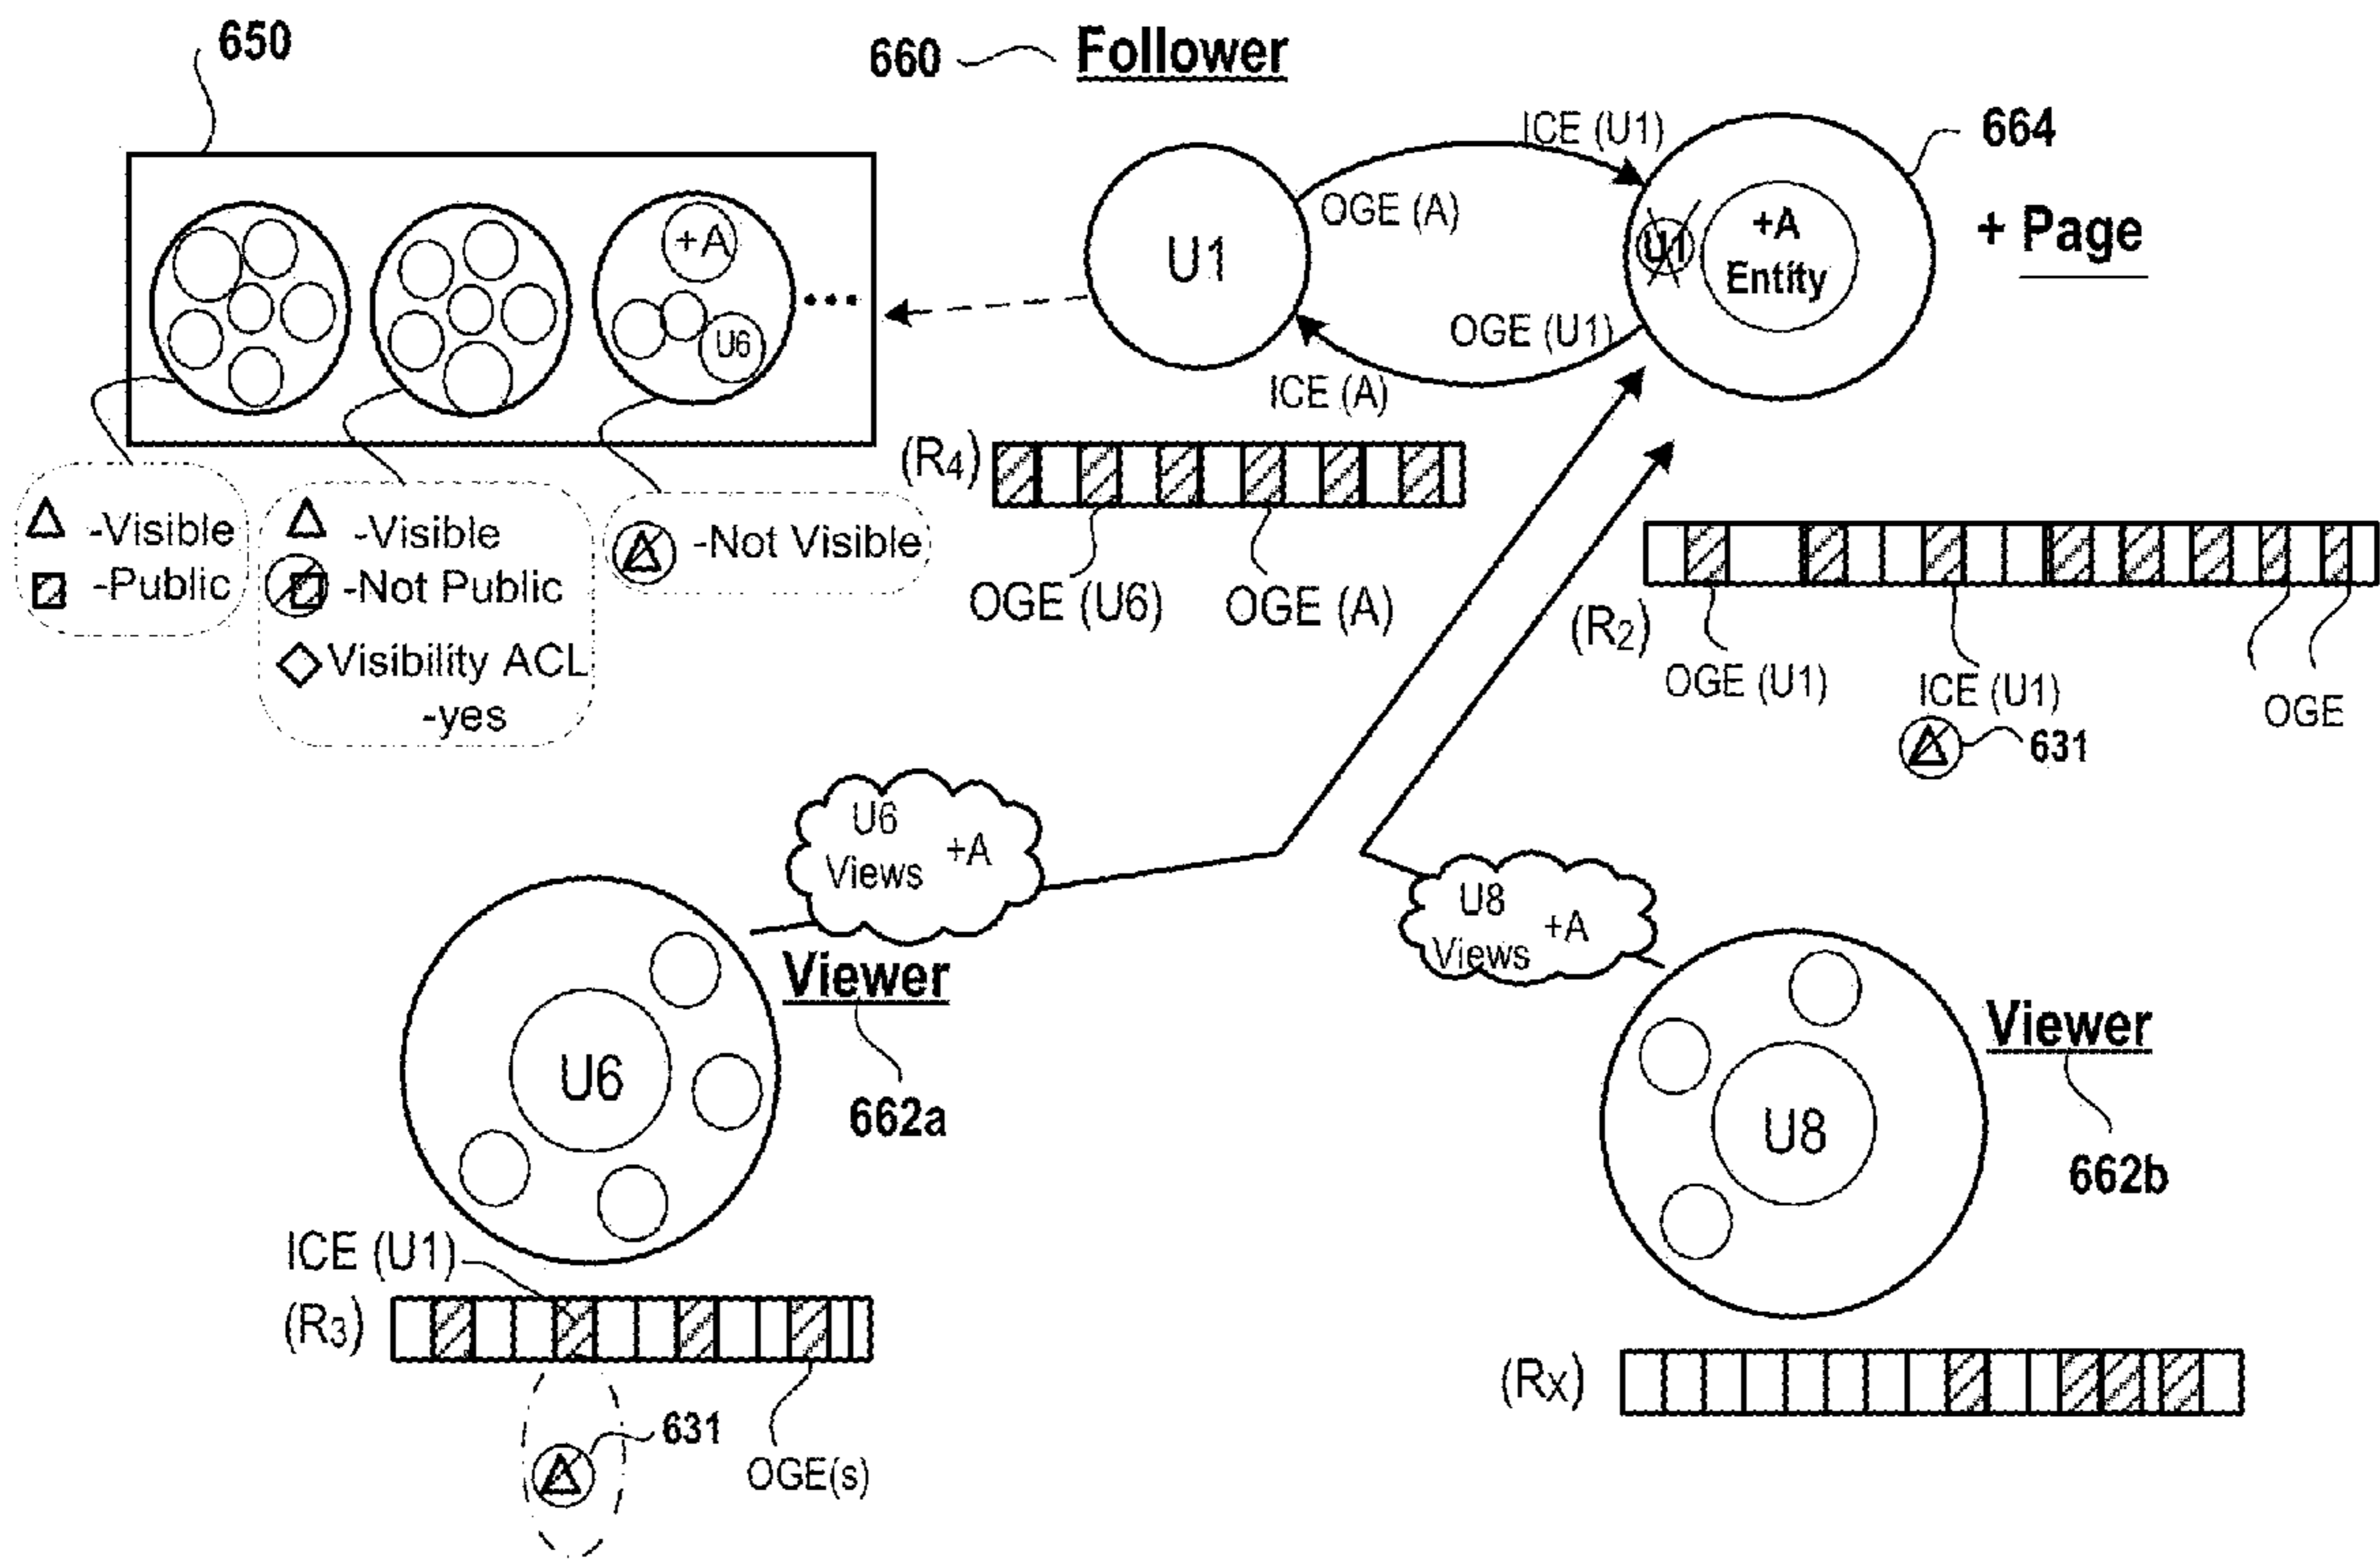 650
660 Follower
ICE (U1)
664
OGE (A)
+A
U1
U1
+A
Entity
+ Page
...
U6
OGE (U1)
ICE (A)
(R4)
-Visible
-Public
-Visible
-Not Public
Visibility ACL
-yes
-Not Visible
OGE (U6)
OGE (A)
(R2)
OGE (U1)
ICE (U1)
OGE
631
U6
Views
+A
U8
Views
+A
Viewer
662a
U6
Viewer
662b
U8
ICE (U1)
(R3)
631
OGE(s)
(RX)